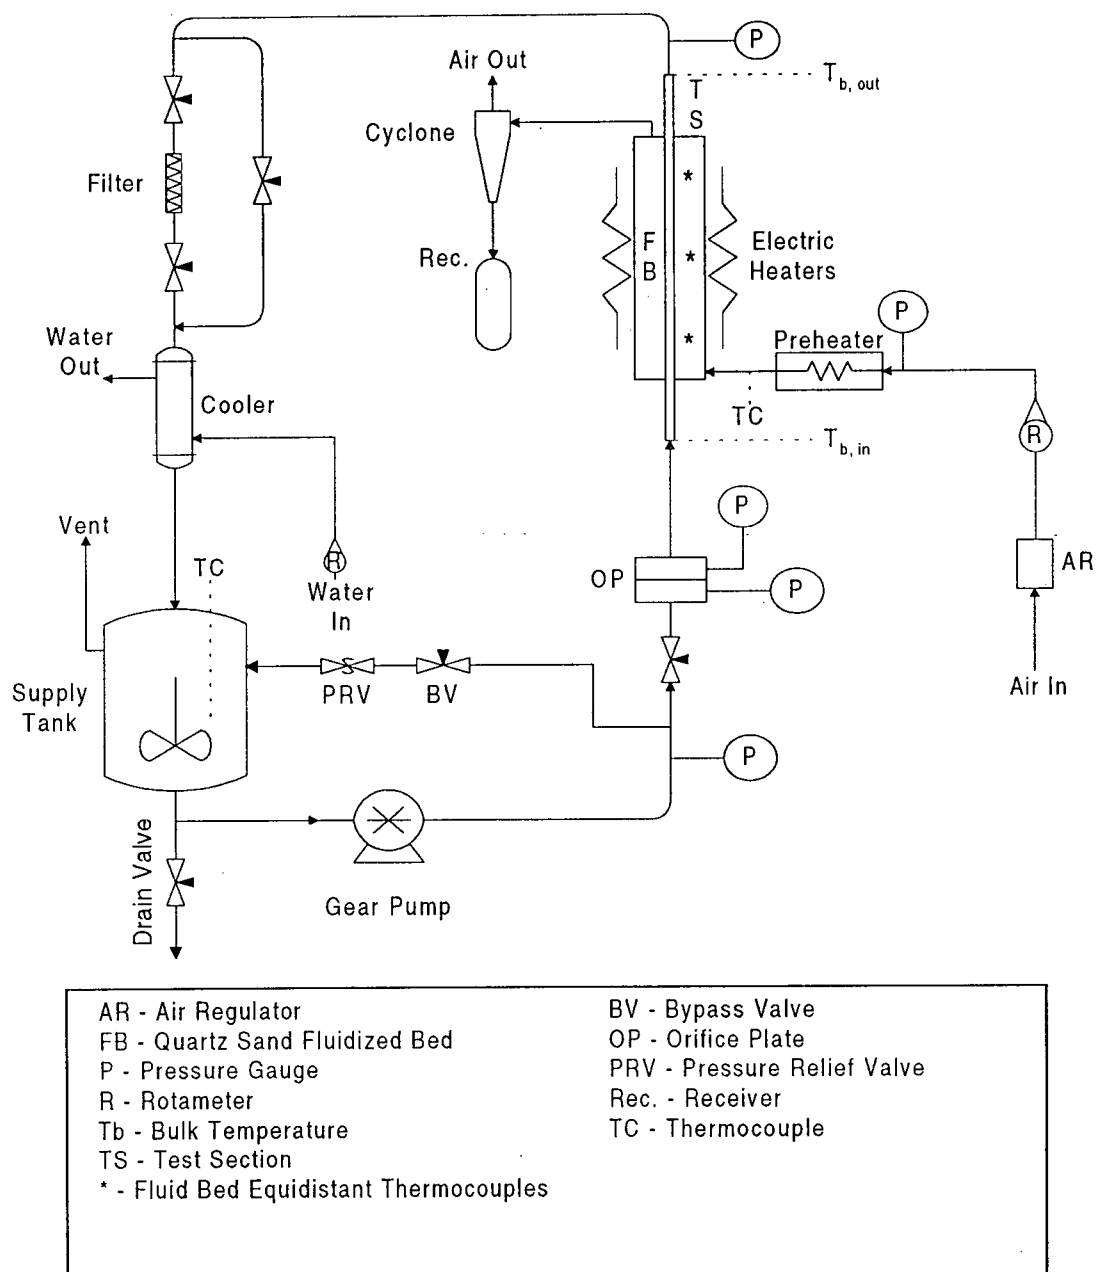 P
Air Out
T b, out
T
S
Cyclone
Filter
F
B
Electric
Heaters
Rec.
P
Water
Out
Preheater
Cooler
TC
R
T b, in
P
Vent
TC
R
OP
AR
Water
In
P
Supply
Tank
PRV
BV
Air In
P
Drain Valve
Gear Pump
AR - Air Regulator
FB - Quartz Sand Fluidized Bed
P - Pressure Gauge
R - Rotameter
Tb - Bulk Temperature
TS - Test Section
* - Fluid Bed Equidistant Thermocouples
BV - Bypass Valve
OP - Orifice Plate
PRV - Pressure Relief Valve
Rec. - Receiver
TC - Thermocouple